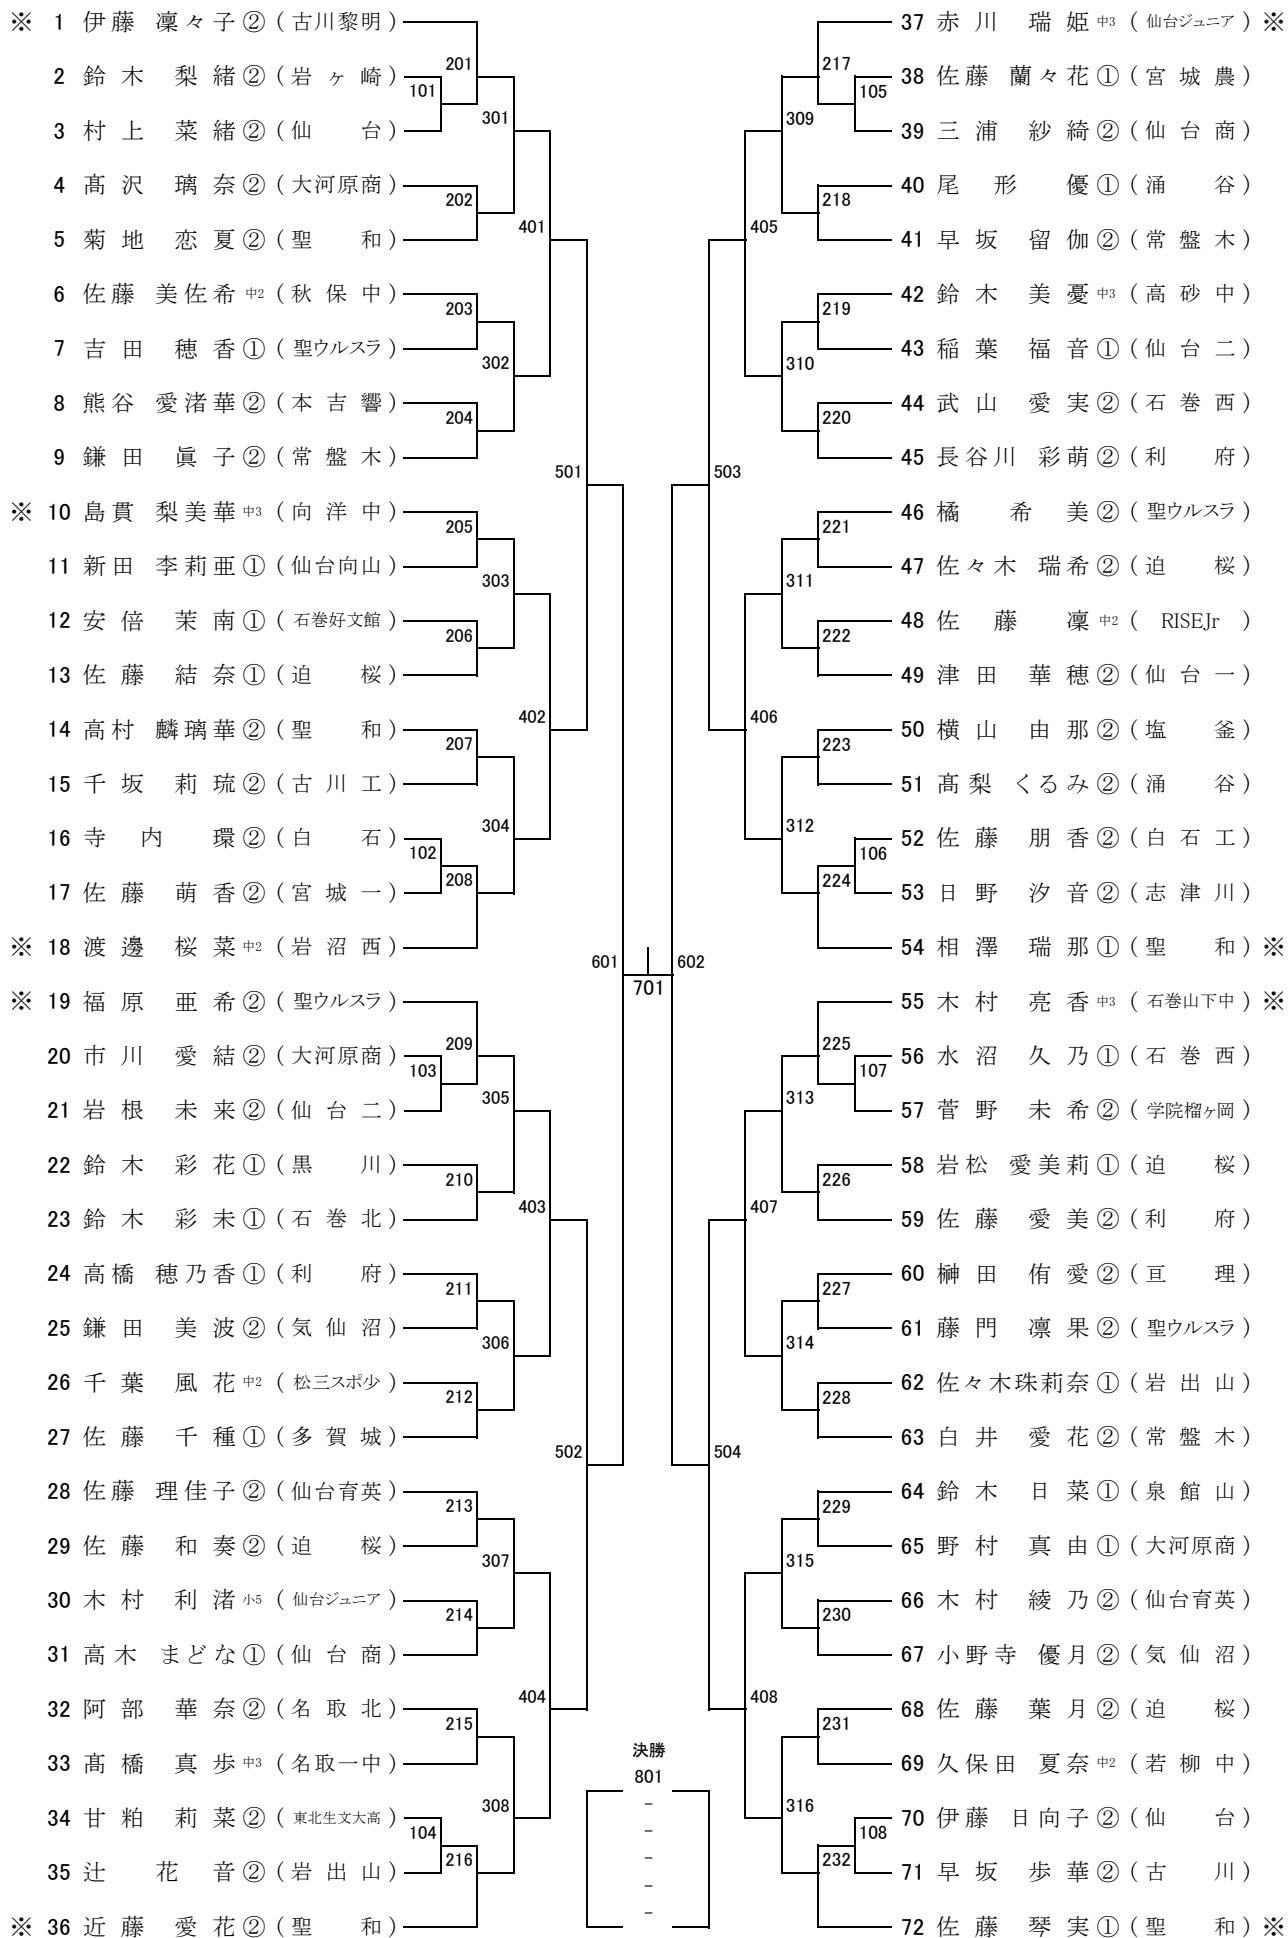 ※ 1 伊藤 凜々子② (古川黎明)
201
2 鈴木 梨緒② (岩ヶ崎)
101
301
3 村上 菜緒② (仙台)
4 髙沢 璃奈② (大河原商)
202
401
5 菊地 恋夏② (聖和)
6 佐藤 美佐希 中2 (秋保中)
203
7 吉田 穂香① (聖ウルスラ)
302
8 熊谷 愛渚華② (本吉響)
204
9 鎌田 眞子② (常盤木)
501
※ 10 島貫 梨美華 中3 (向洋中)
205
11 新田 李莉亜① (仙台向山)
303
12 安倍 茉南① (石巻好文館)
206
13 佐藤 結奈① (迫桜)
402
14 高村 麟璃華② (聖和)
207
15 千坂 莉琉② (古川工)
304
16 寺内 環② (白石)
102
208
17 佐藤 萌香② (宮城一)
※ 18 渡邊 桜菜 中2 (岩沼西)
601
※ 19 福原 亜希② (聖ウルスラ)
209
20 市川 愛結② (大河原商)
103
305
21 岩根 未来② (仙台二)
22 鈴木 彩花① (黒川)
210
403
23 鈴木 彩未① (石巻北)
24 高橋 穂乃香① (利府)
211
25 鎌田 美波② (気仙沼)
306
26 千葉 風花 中2 (松三スポ少)
212
27 佐藤 千種① (多賀城)
502
28 佐藤 理佳子② (仙台育英)
213
29 佐藤 和奏② (迫桜)
307
30 木村 利渚 小5 (仙台ジュニア)
214
31 高木 まどな① (仙台商)
404
32 阿部 華奈② (名取北)
215
33 髙橋 真歩 中3 (名取一中)
308
34 甘粕 莉菜② (東北生文大高)
104
216
35 辻 花音② (岩出山)
※ 36 近藤 愛花② (聖和)
701
決勝
801
-
-
-
-
-
37 赤川 瑞姫 中3 (仙台ジュニア) ※
217
38 佐藤 蘭々花① (宮城農)
105
309
39 三浦 紗綺② (仙台商)
40 尾形 優① (涌谷)
218
405
41 早坂 留伽② (常盤木)
42 鈴木 美憂 中3 (高砂中)
219
43 稲葉 福音① (仙台二)
310
44 武山 愛実② (石巻西)
220
45 長谷川 彩萌② (利府)
503
46 橘 希美② (聖ウルスラ)
221
47 佐々木 瑞希② (迫桜)
311
48 佐藤 凜 中2 (RISEJr)
222
49 津田 華穂② (仙台一)
406
50 横山 由那② (塩釜)
223
51 髙梨 くるみ② (涌谷)
312
52 佐藤 朋香② (白石工)
106
224
53 日野 汐音② (志津川)
54 相澤 瑞那① (聖和) ※
602
55 木村 亮香 中3 (石巻山下中) ※
225
56 水沼 久乃① (石巻西)
107
313
57 菅野 未希② (学院榴ヶ岡)
58 岩松 愛美莉① (迫桜)
226
407
59 佐藤 愛美② (利府)
60 榊田 侑愛② (亘理)
227
61 藤門 凛果② (聖ウルスラ)
314
62 佐々木珠莉奈① (岩出山)
228
63 白井 愛花② (常盤木)
504
64 鈴木 日菜① (泉館山)
229
65 野村 真由① (大河原商)
315
66 木村 綾乃② (仙台育英)
230
67 小野寺 優月② (気仙沼)
408
68 佐藤 葉月② (迫桜)
231
69 久保田 夏奈 中2 (若柳中)
316
70 伊藤 日向子② (仙台)
108
232
71 早坂 歩華② (古川)
72 佐藤 琴実① (聖和) ※